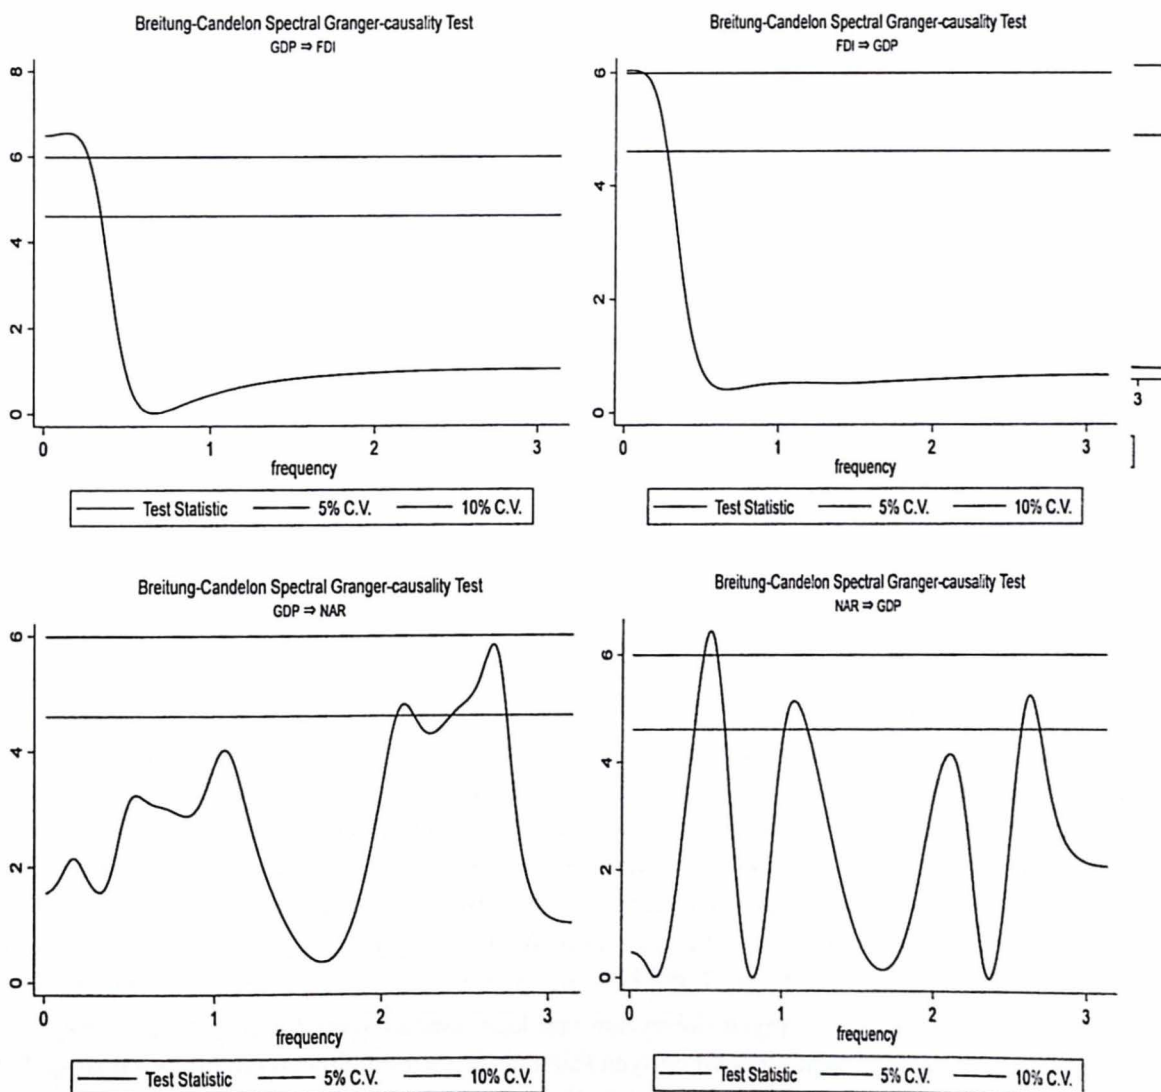 Breitung-Candelon Spectral Granger-causality Test
GDP ⇒ FDI
8
6
4
2
0
0 1 2 3
frequency
Test Statistic 5% C.V. 10% C.V.
Breitung-Candelon Spectral Granger-causality Test
FDI ⇒ GDP
6
4
2
0
0 1 2 3
frequency
Test Statistic 5% C.V. 10% C.V.
3
Breitung-Candelon Spectral Granger-causality Test
GDP ⇒ NAR
6
4
2
0
0 1 2 3
frequency
Test Statistic 5% C.V. 10% C.V.
Breitung-Candelon Spectral Granger-causality Test
NAR ⇒ GDP
6
4
2
0
0 1 2 3
frequency
Test Statistic 5% C.V. 10% C.V.